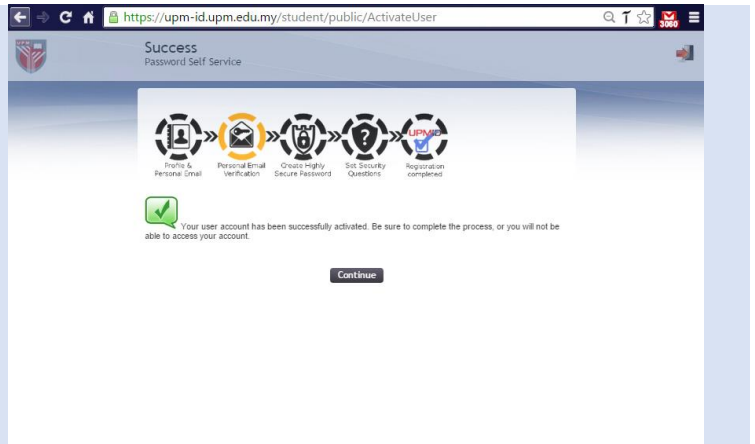 https://upm-id.upm.edu.my/student/public/ActivateUser
3060
Success
Password Self Service
UPMID
Profile &
Personal Email
Personal Email
Verification
Create Highly
Secure Password
Set Security
Questions
Registration
completed
Your user account has been successfully activated. Be sure to complete the process, or you will not be
able to access your account.
Continue